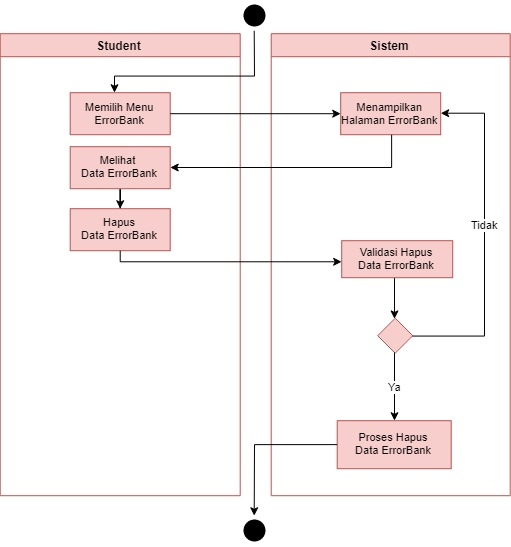 Student
Sistem
Memilih Menu
ErrorBank
Menampilkan
Halaman ErrorBank
Melihat
Data ErrorBank
Hapus
Data ErrorBank
Tidak
Validasi Hapus
Data ErrorBank
Ya
Proses Hapus
Data ErrorBank